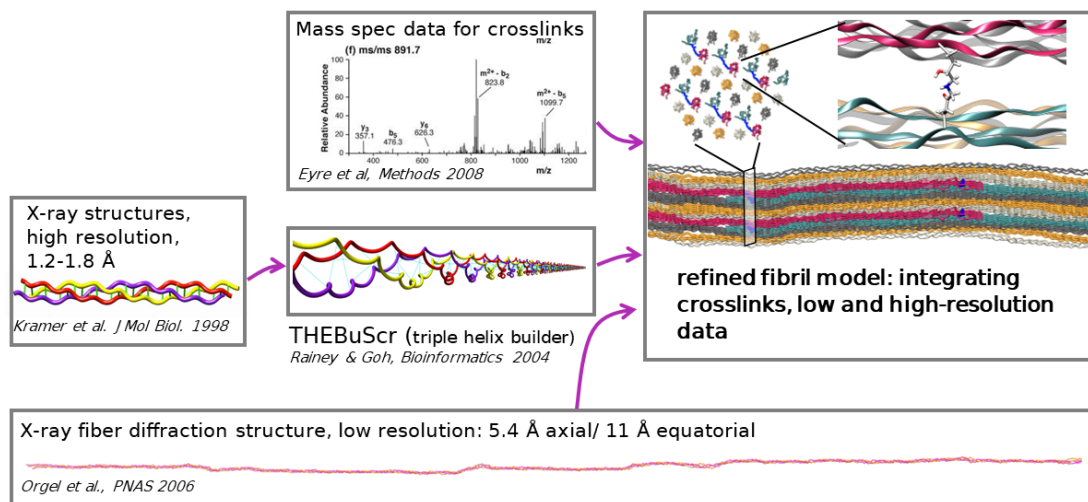 Mass spec data for crosslinks
m/z
(f) ms/ms 891.7
100
80
60
40
20
0
Relative Abundance
y3
357.1
b5
476.3
y6
626.3
m²⁺ - b2
823.8
m²⁺ - b5
1099.7
400
600
800
1000
1200
m/z
Eyre et al, Methods 2008
X-ray structures,
high resolution,
1.2-1.8 Å
Kramer et al. J Mol Biol. 1998
THEBuScr (triple helix builder)
Rainey & Goh, Bioinformatics 2004
refined fibril model: integrating
crosslinks, low and high-resolution
data
X-ray fiber diffraction structure, low resolution: 5.4 Å axial/ 11 Å equatorial
Orgel et al., PNAS 2006